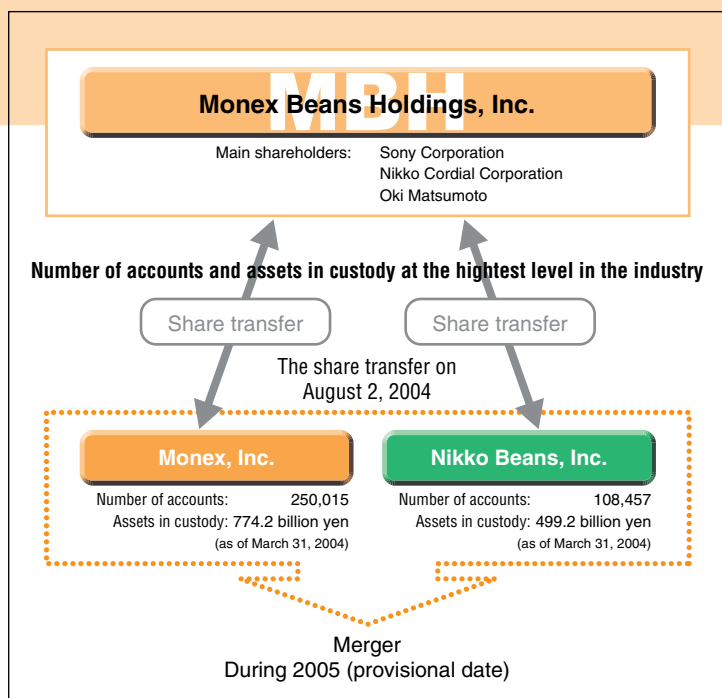 MBH
Monex Beans Holdings, Inc.
Main shareholders: Sony Corporation
Nikko Cordial Corporation
Oki Matsumoto
Number of accounts and assets in custody at the highest level in the industry
Share transfer Share transfer
The share transfer on
August 2, 2004
Monex, Inc.
Number of accounts: 250,015
Assets in custody: 774.2 billion yen
(as of March 31, 2004)
Nikko Beans, Inc.
Number of accounts: 108,457
Assets in custody: 499.2 billion yen
(as of March 31, 2004)
Merger
During 2005 (provisional date)